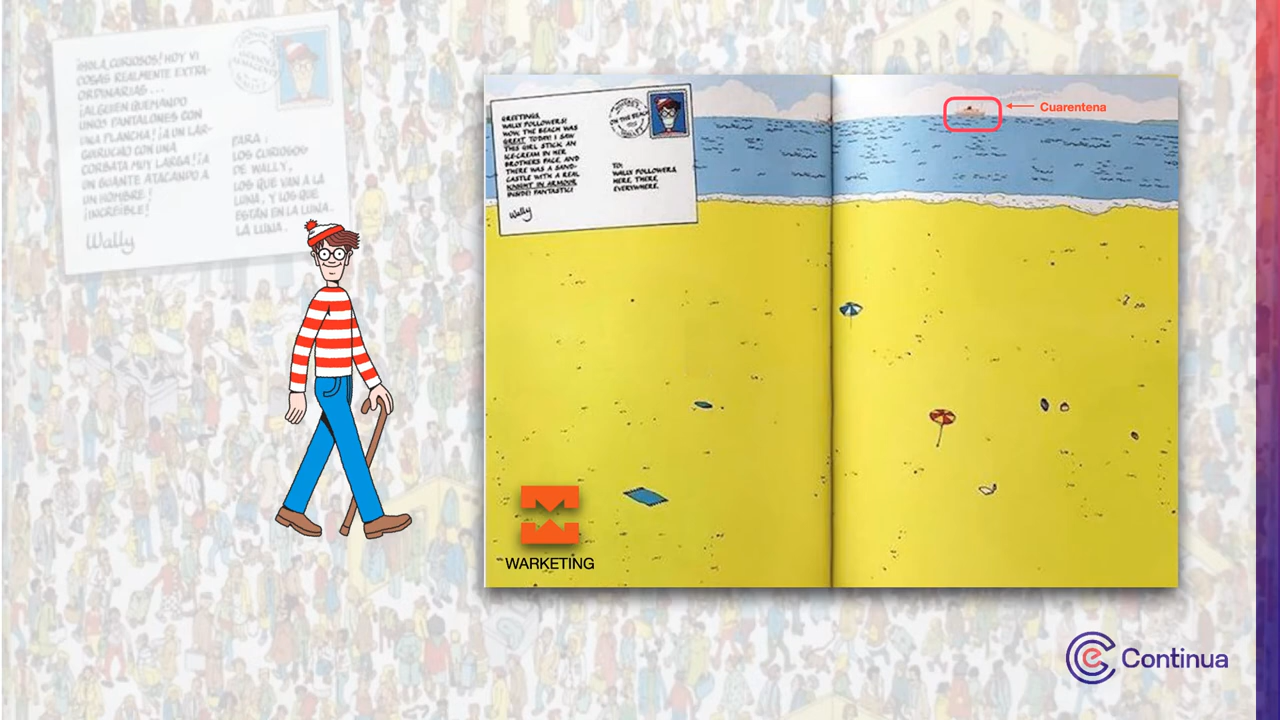 ¡HOLA, CURIOSOS! HOY VI
COSAS REALMENTE EXTRA-
ORDINARIAS...
¡ALGUIEN QUEMANDO
UNOS PANTALONES CON
UNA PLANCHA! ¡A UN LAR-
GUIRUCHO CON UNA
CORBATA MUY LARGA! ¡A
UN GUANTE ATACANDO A
UN HOMBRE!
¡INCREÍBLE!
Wally
PARA:
LOS CURIOSOS
DE WALLY,
LOS QUE VAN A LA
LUNA, Y LOS QUE
ESTÁN EN LA LUNA.
LA LUNA.
GREETINGS,
WALLY FOLLOWERS!
WOW, THE BEACH WAS
GREAT TODAY! I SAW
THIS GIRL STICK AN
ICE-CREAM IN HER
BROTHERS FACE, AND
THERE WAS A SAND-
CASTLE WITH A REAL
KNIGHT IN ARMOUR
INSIDE! FANTASTIC!
Wally
ON THE BEACH
TO:
WALLY FOLLOWERS,
HERE, THERE,
EVERYWHERE.
Cuarentena
WARKETING
Continua